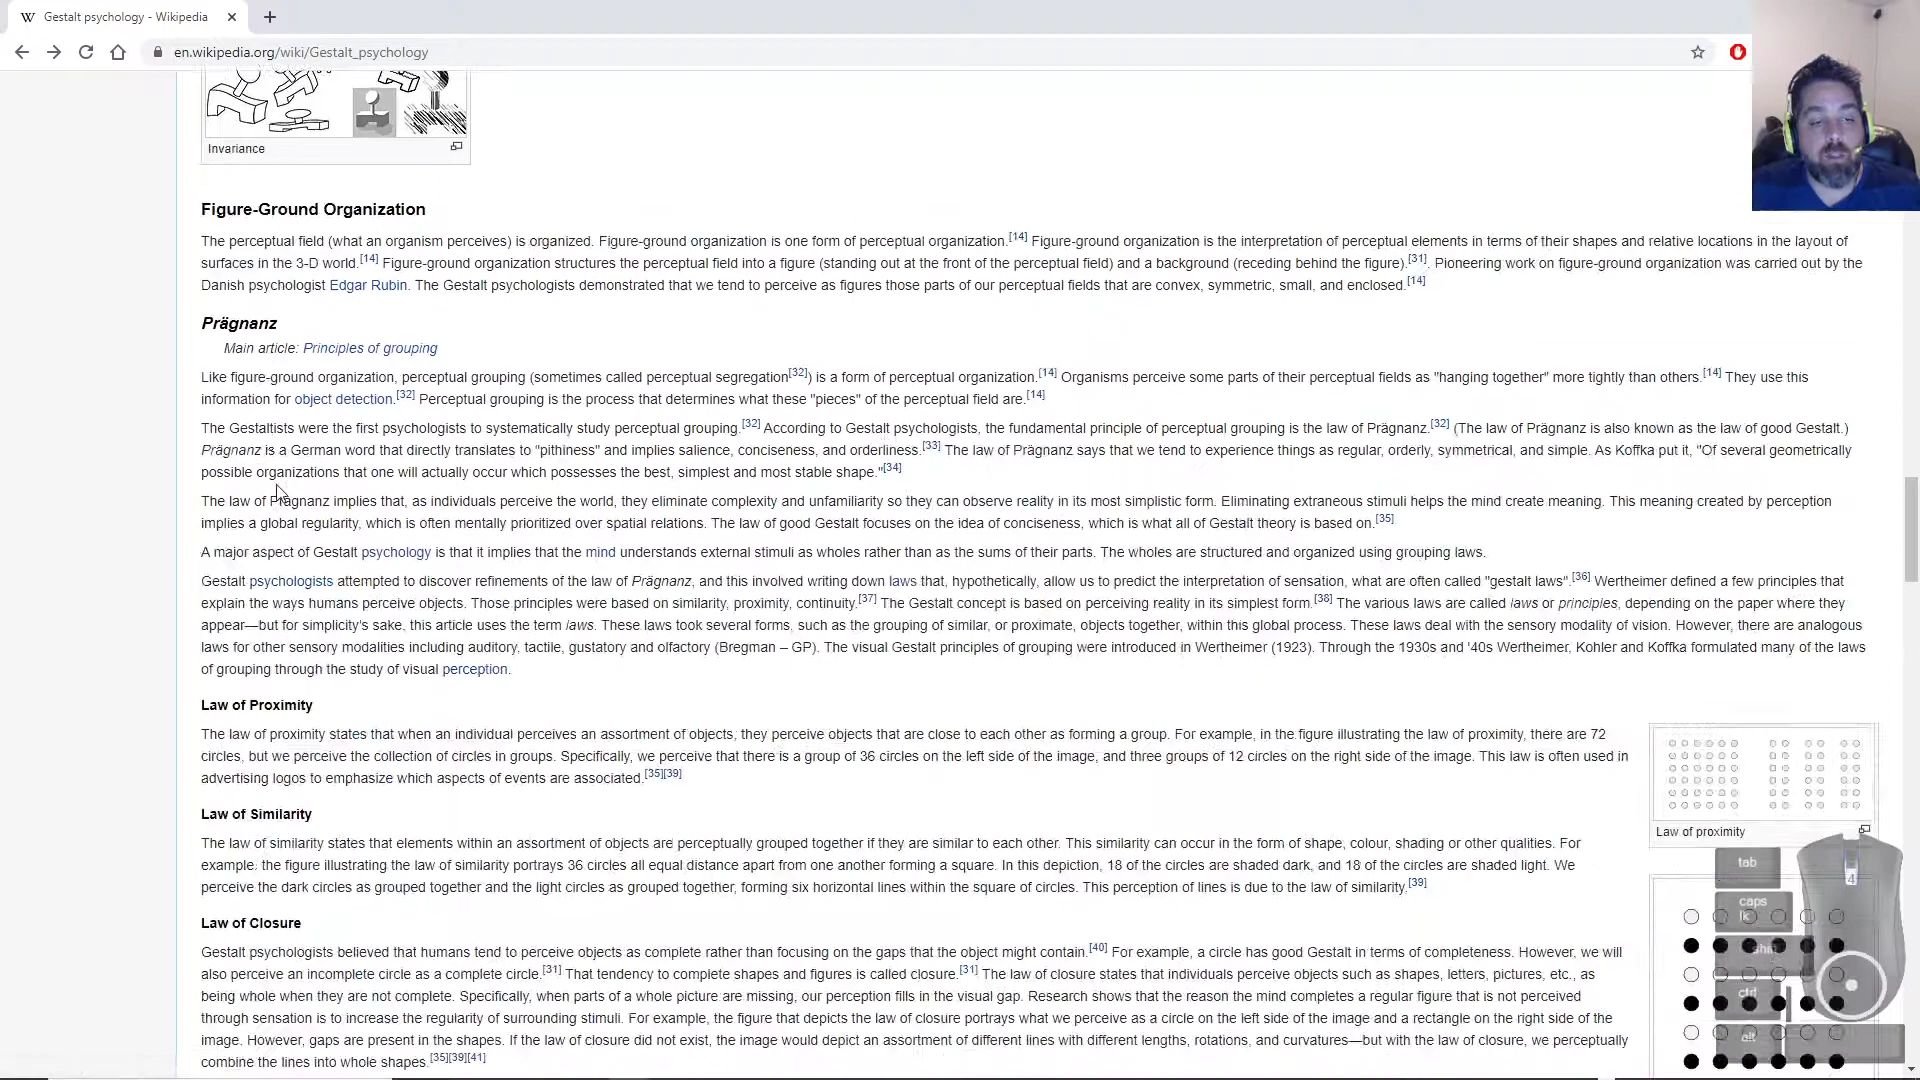 Gestalt psychology - Wikipedia
en.wikipedia.org/wiki/Gestalt_psychology
Invariance
Figure-Ground Organization
The perceptual field (what an organism perceives) is organized. Figure-ground organization is one form of perceptual organization.[14] Figure-ground organization is the interpretation of perceptual elements in terms of their shapes and relative locations in the layout of
surfaces in the 3-D world.[14] Figure-ground organization structures the perceptual field into a figure (standing out at the front of the perceptual field) and a background (receding behind the figure).[31]. Pioneering work on figure-ground organization was carried out by the
Danish psychologist Edgar Rubin. The Gestalt psychologists demonstrated that we tend to perceive as figures those parts of our perceptual fields that are convex, symmetric, small, and enclosed.[14]
Prägnanz
Main article: Principles of grouping
Like figure-ground organization, perceptual grouping (sometimes called perceptual segregation[32]) is a form of perceptual organization.[14] Organisms perceive some parts of their perceptual fields as "hanging together" more tightly than others.[14] They use this
information for object detection.[32] Perceptual grouping is the process that determines what these "pieces" of the perceptual field are.[14]
The Gestaltists were the first psychologists to systematically study perceptual grouping.[32] According to Gestalt psychologists, the fundamental principle of perceptual grouping is the law of Prägnanz.[32] (The law of Prägnanz is also known as the law of good Gestalt.)
Prägnanz is a German word that directly translates to "pithiness" and implies salience, conciseness, and orderliness.[33] The law of Prägnanz says that we tend to experience things as regular, orderly, symmetrical, and simple. As Koffka put it, "Of several geometrically
possible organizations that one will actually occur which possesses the best, simplest and most stable shape."[34]
The law of Prägnanz implies that, as individuals perceive the world, they eliminate complexity and unfamiliarity so they can observe reality in its most simplistic form. Eliminating extraneous stimuli helps the mind create meaning. This meaning created by perception
implies a global regularity, which is often mentally prioritized over spatial relations. The law of good Gestalt focuses on the idea of conciseness, which is what all of Gestalt theory is based on.[35]
A major aspect of Gestalt psychology is that it implies that the mind understands external stimuli as wholes rather than as the sums of their parts. The wholes are structured and organized using grouping laws.
Gestalt psychologists attempted to discover refinements of the law of Prägnanz, and this involved writing down laws that, hypothetically, allow us to predict the interpretation of sensation, what are often called "gestalt laws".[36] Wertheimer defined a few principles that
explain the ways humans perceive objects. Those principles were based on similarity, proximity, continuity.[37] The Gestalt concept is based on perceiving reality in its simplest form.[38] The various laws are called laws or principles, depending on the paper where they
appear—but for simplicity's sake, this article uses the term laws. These laws took several forms, such as the grouping of similar, or proximate, objects together, within this global process. These laws deal with the sensory modality of vision. However, there are analogous
laws for other sensory modalities including auditory, tactile, gustatory and olfactory (Bregman – GP). The visual Gestalt principles of grouping were introduced in Wertheimer (1923). Through the 1930s and '40s Wertheimer, Kohler and Koffka formulated many of the laws
of grouping through the study of visual perception.
Law of Proximity
The law of proximity states that when an individual perceives an assortment of objects, they perceive objects that are close to each other as forming a group. For example, in the figure illustrating the law of proximity, there are 72
circles, but we perceive the collection of circles in groups. Specifically, we perceive that there is a group of 36 circles on the left side of the image, and three groups of 12 circles on the right side of the image. This law is often used in
advertising logos to emphasize which aspects of events are associated.[35][39]
Law of proximity
Law of Similarity
The law of similarity states that elements within an assortment of objects are perceptually grouped together if they are similar to each other. This similarity can occur in the form of shape, colour, shading or other qualities. For
example: the figure illustrating the law of similarity portrays 36 circles all equal distance apart from one another forming a square. In this depiction, 18 of the circles are shaded dark, and 18 of the circles are shaded light. We
perceive the dark circles as grouped together and the light circles as grouped together, forming six horizontal lines within the square of circles. This perception of lines is due to the law of similarity.[39]
Law of Closure
Gestalt psychologists believed that humans tend to perceive objects as complete rather than focusing on the gaps that the object might contain.[40] For example, a circle has good Gestalt in terms of completeness. However, we will
also perceive an incomplete circle as a complete circle.[31] That tendency to complete shapes and figures is called closure.[31] The law of closure states that individuals perceive objects such as shapes, letters, pictures, etc., as
being whole when they are not complete. Specifically, when parts of a whole picture are missing, our perception fills in the visual gap. Research shows that the reason the mind completes a regular figure that is not perceived
through sensation is to increase the regularity of surrounding stimuli. For example, the figure that depicts the law of closure portrays what we perceive as a circle on the left side of the image and a rectangle on the right side of the
image. However, gaps are present in the shapes. If the law of closure did not exist, the image would depict an assortment of different lines with different lengths, rotations, and curvatures—but with the law of closure, we perceptually
combine the lines into whole shapes.[35][39][41]
tab
4
caps
lk
shift
ctrl
alt